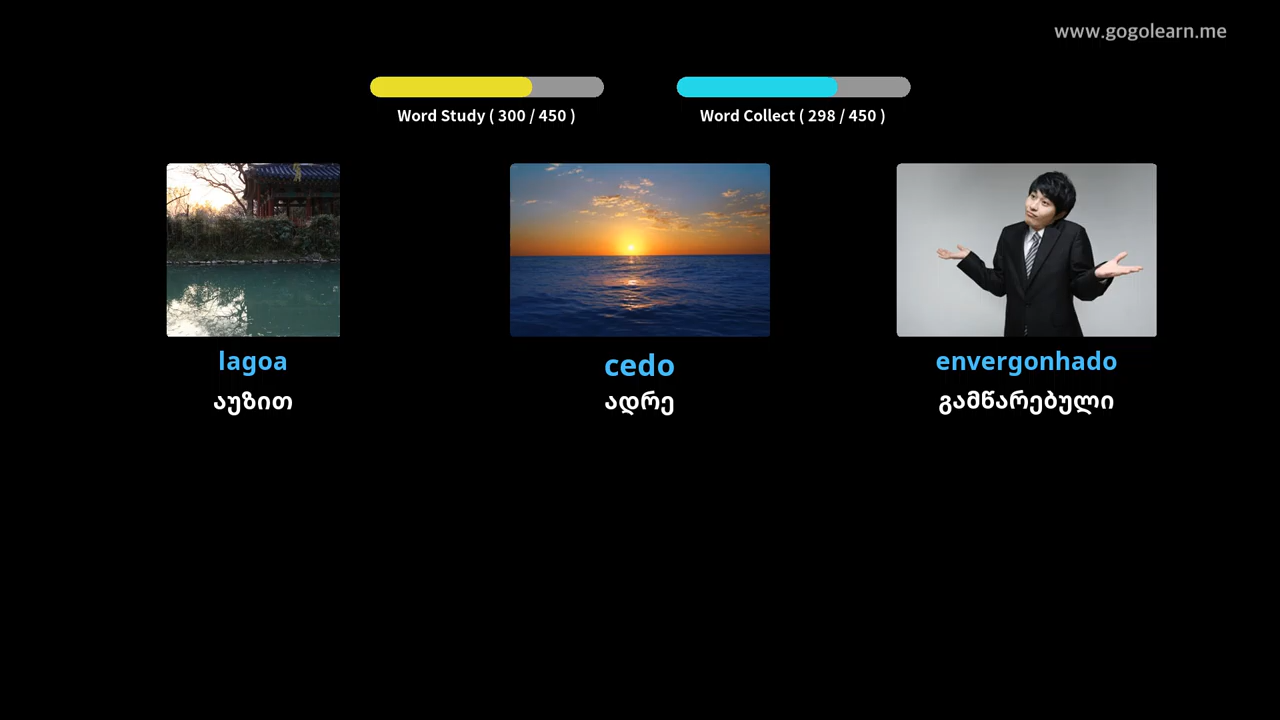 www.gogolearn.me
Word Study ( 300 / 450 )
Word Collect ( 298 / 450 )
lagoa
აუზით
cedo
ადრე
envergonhado
გამწარებული